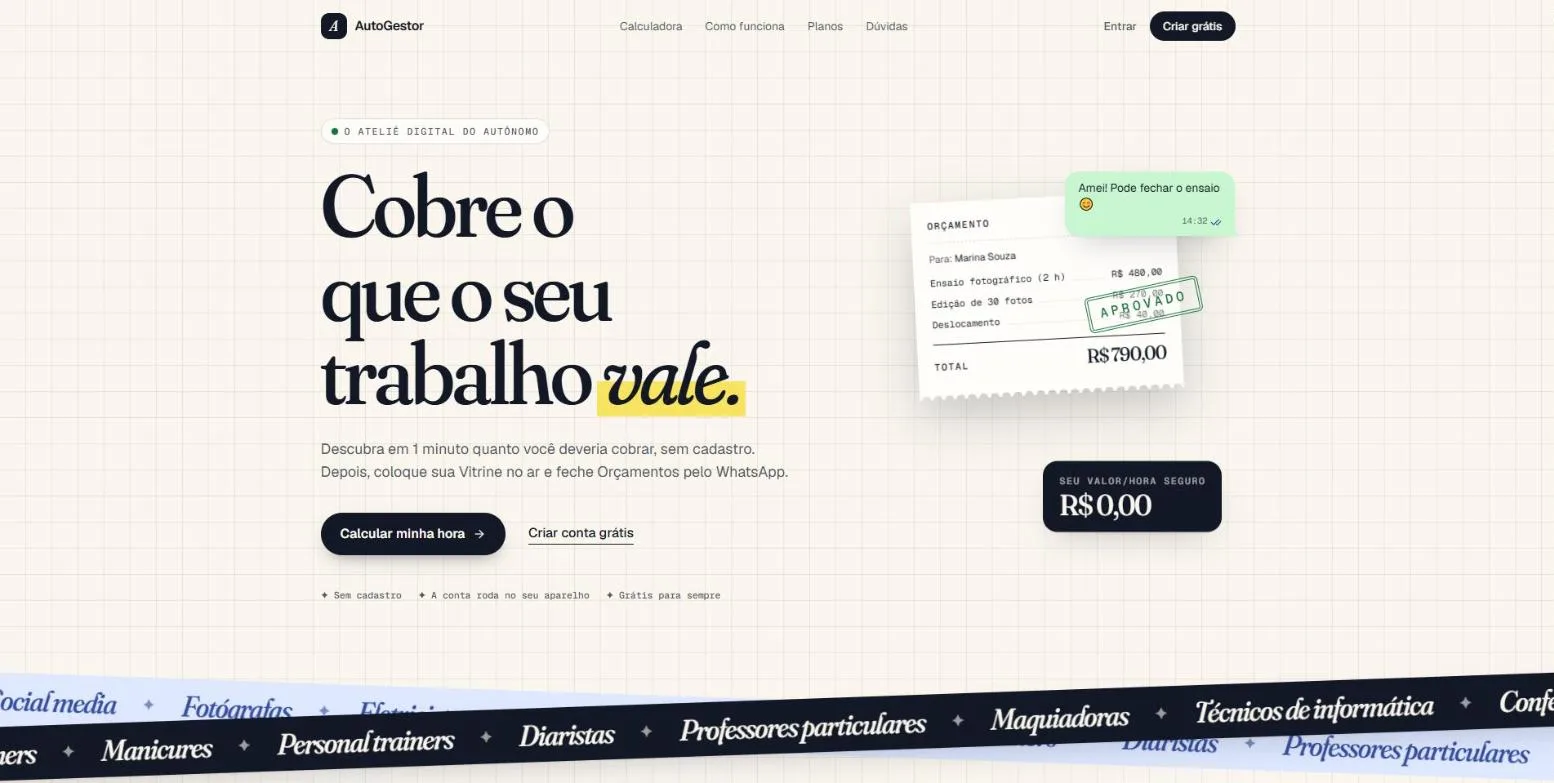 A AutoGestor
Calculadora
Como funciona
Planos
Dúvidas
Entrar
Criar grátis
O ATELIÊ DIGITAL DO AUTÔNOMO
Cobre o
que o seu
trabalho vale.
Descubra em 1 minuto quanto você deveria cobrar, sem cadastro.
Depois, coloque sua Vitrine no ar e feche Orçamentos pelo WhatsApp.
Calcular minha hora →
Criar conta grátis
✦ Sem cadastro ✦ A conta roda no seu aparelho ✦ Grátis para sempre
Amei! Pode fechar o ensaio
😊
14:32
ORÇAMENTO
Para: Marina Souza
Ensaio fotográfico (2 h) R$ 480,00
Edição de 30 fotos R$ 270,00
Deslocamento R$ 40,00
APROVADO
TOTAL R$ 790,00
SEU VALOR/HORA SEGURO
R$ 0,00
ocial media ✦ Fotógrafas ✦
Diaristas ✦ Professores particulares
ners ✦ Manicures ✦ Personal trainers ✦ Diaristas ✦ Professores particulares ✦ Maquiadoras ✦ Técnicos de informática ✦ Confe